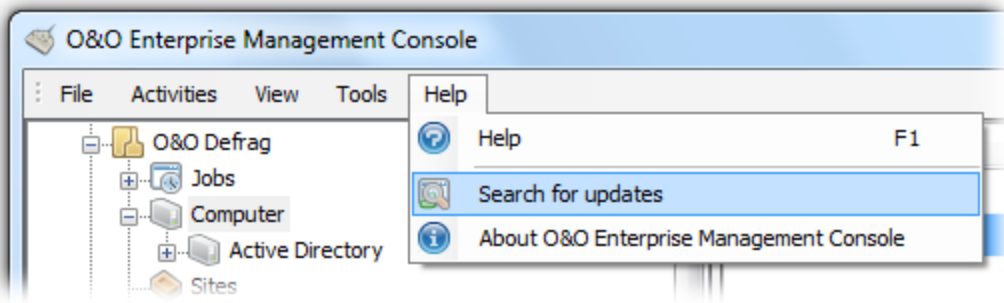 O&O Enterprise Management Console
File Activities View Tools Help
O&O Defrag
Jobs
Computer
Active Directory
Sites
Help F1
Search for updates
About O&O Enterprise Management Console